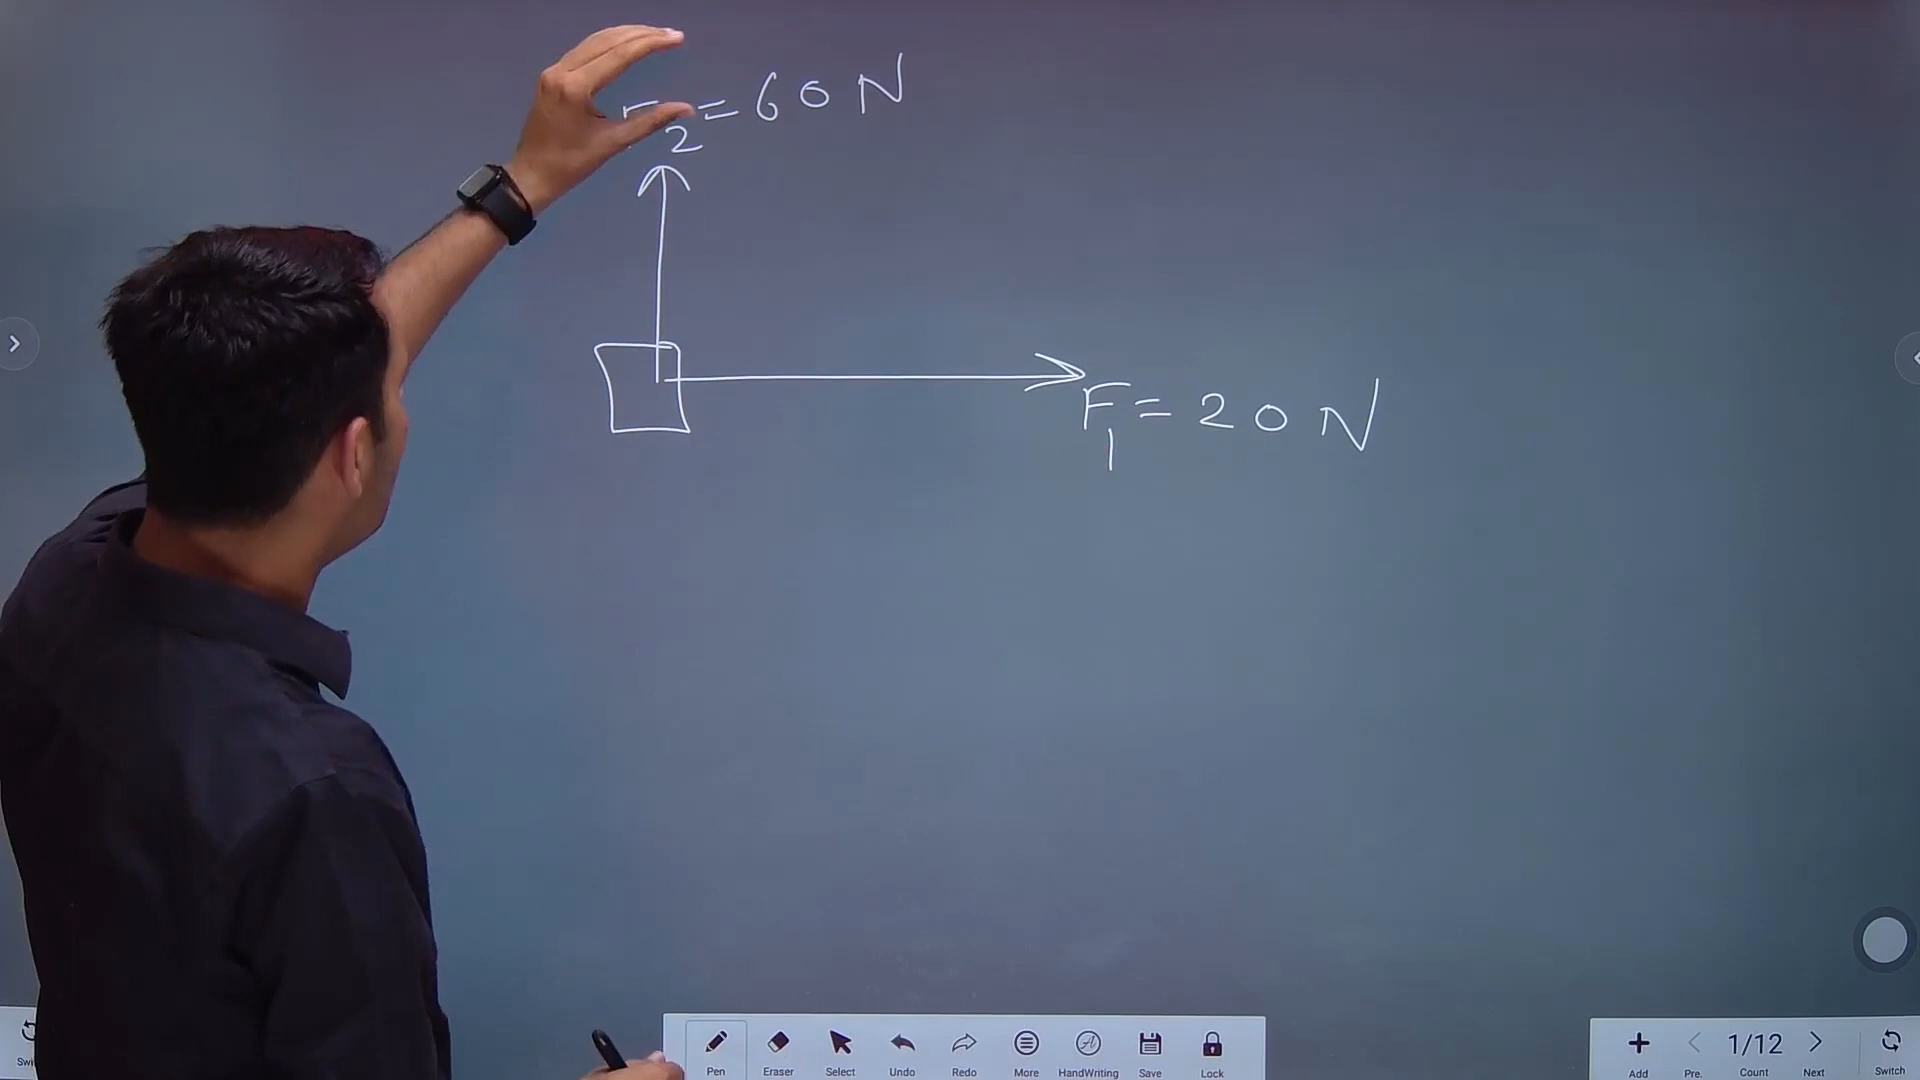 F₂ = 60 N
F₁ = 20 N
Pen Eraser Select Undo Redo More HandWriting Save Lock
1/12
Add Pre. Count Next Switch